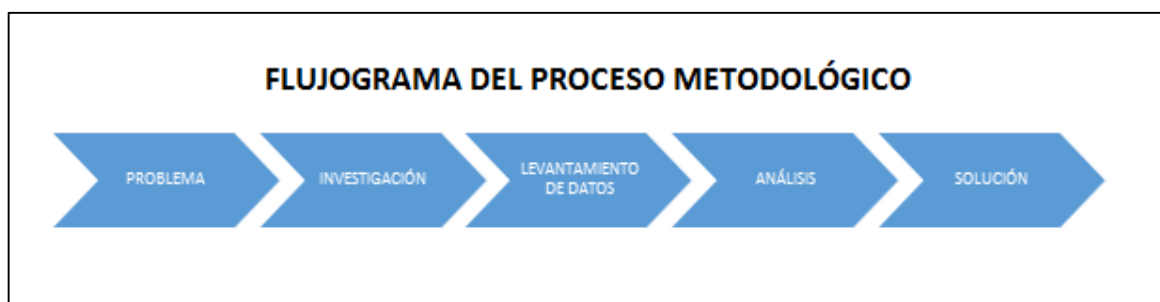 FLUJOGRAMA DEL PROCESO METODOLÓGICO
PROBLEMA
INVESTIGACIÓN
LEVANTAMIENTO
DE DATOS
ANÁLISIS
SOLUCIÓN